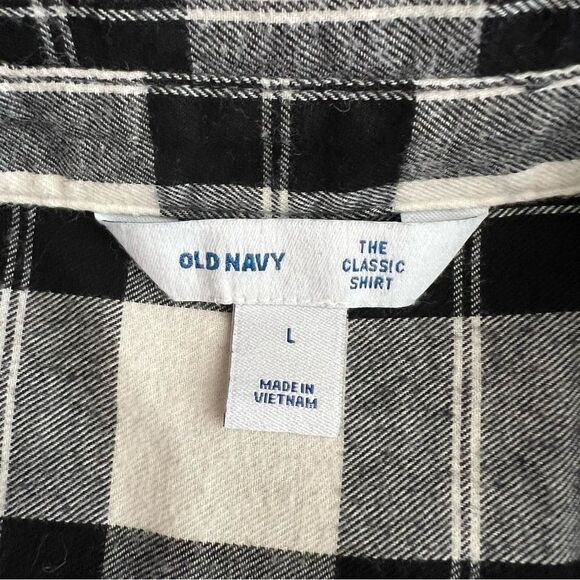 OLD NAVY
THE
CLASSIC
SHIRT
L
MADE IN
VIETNAM